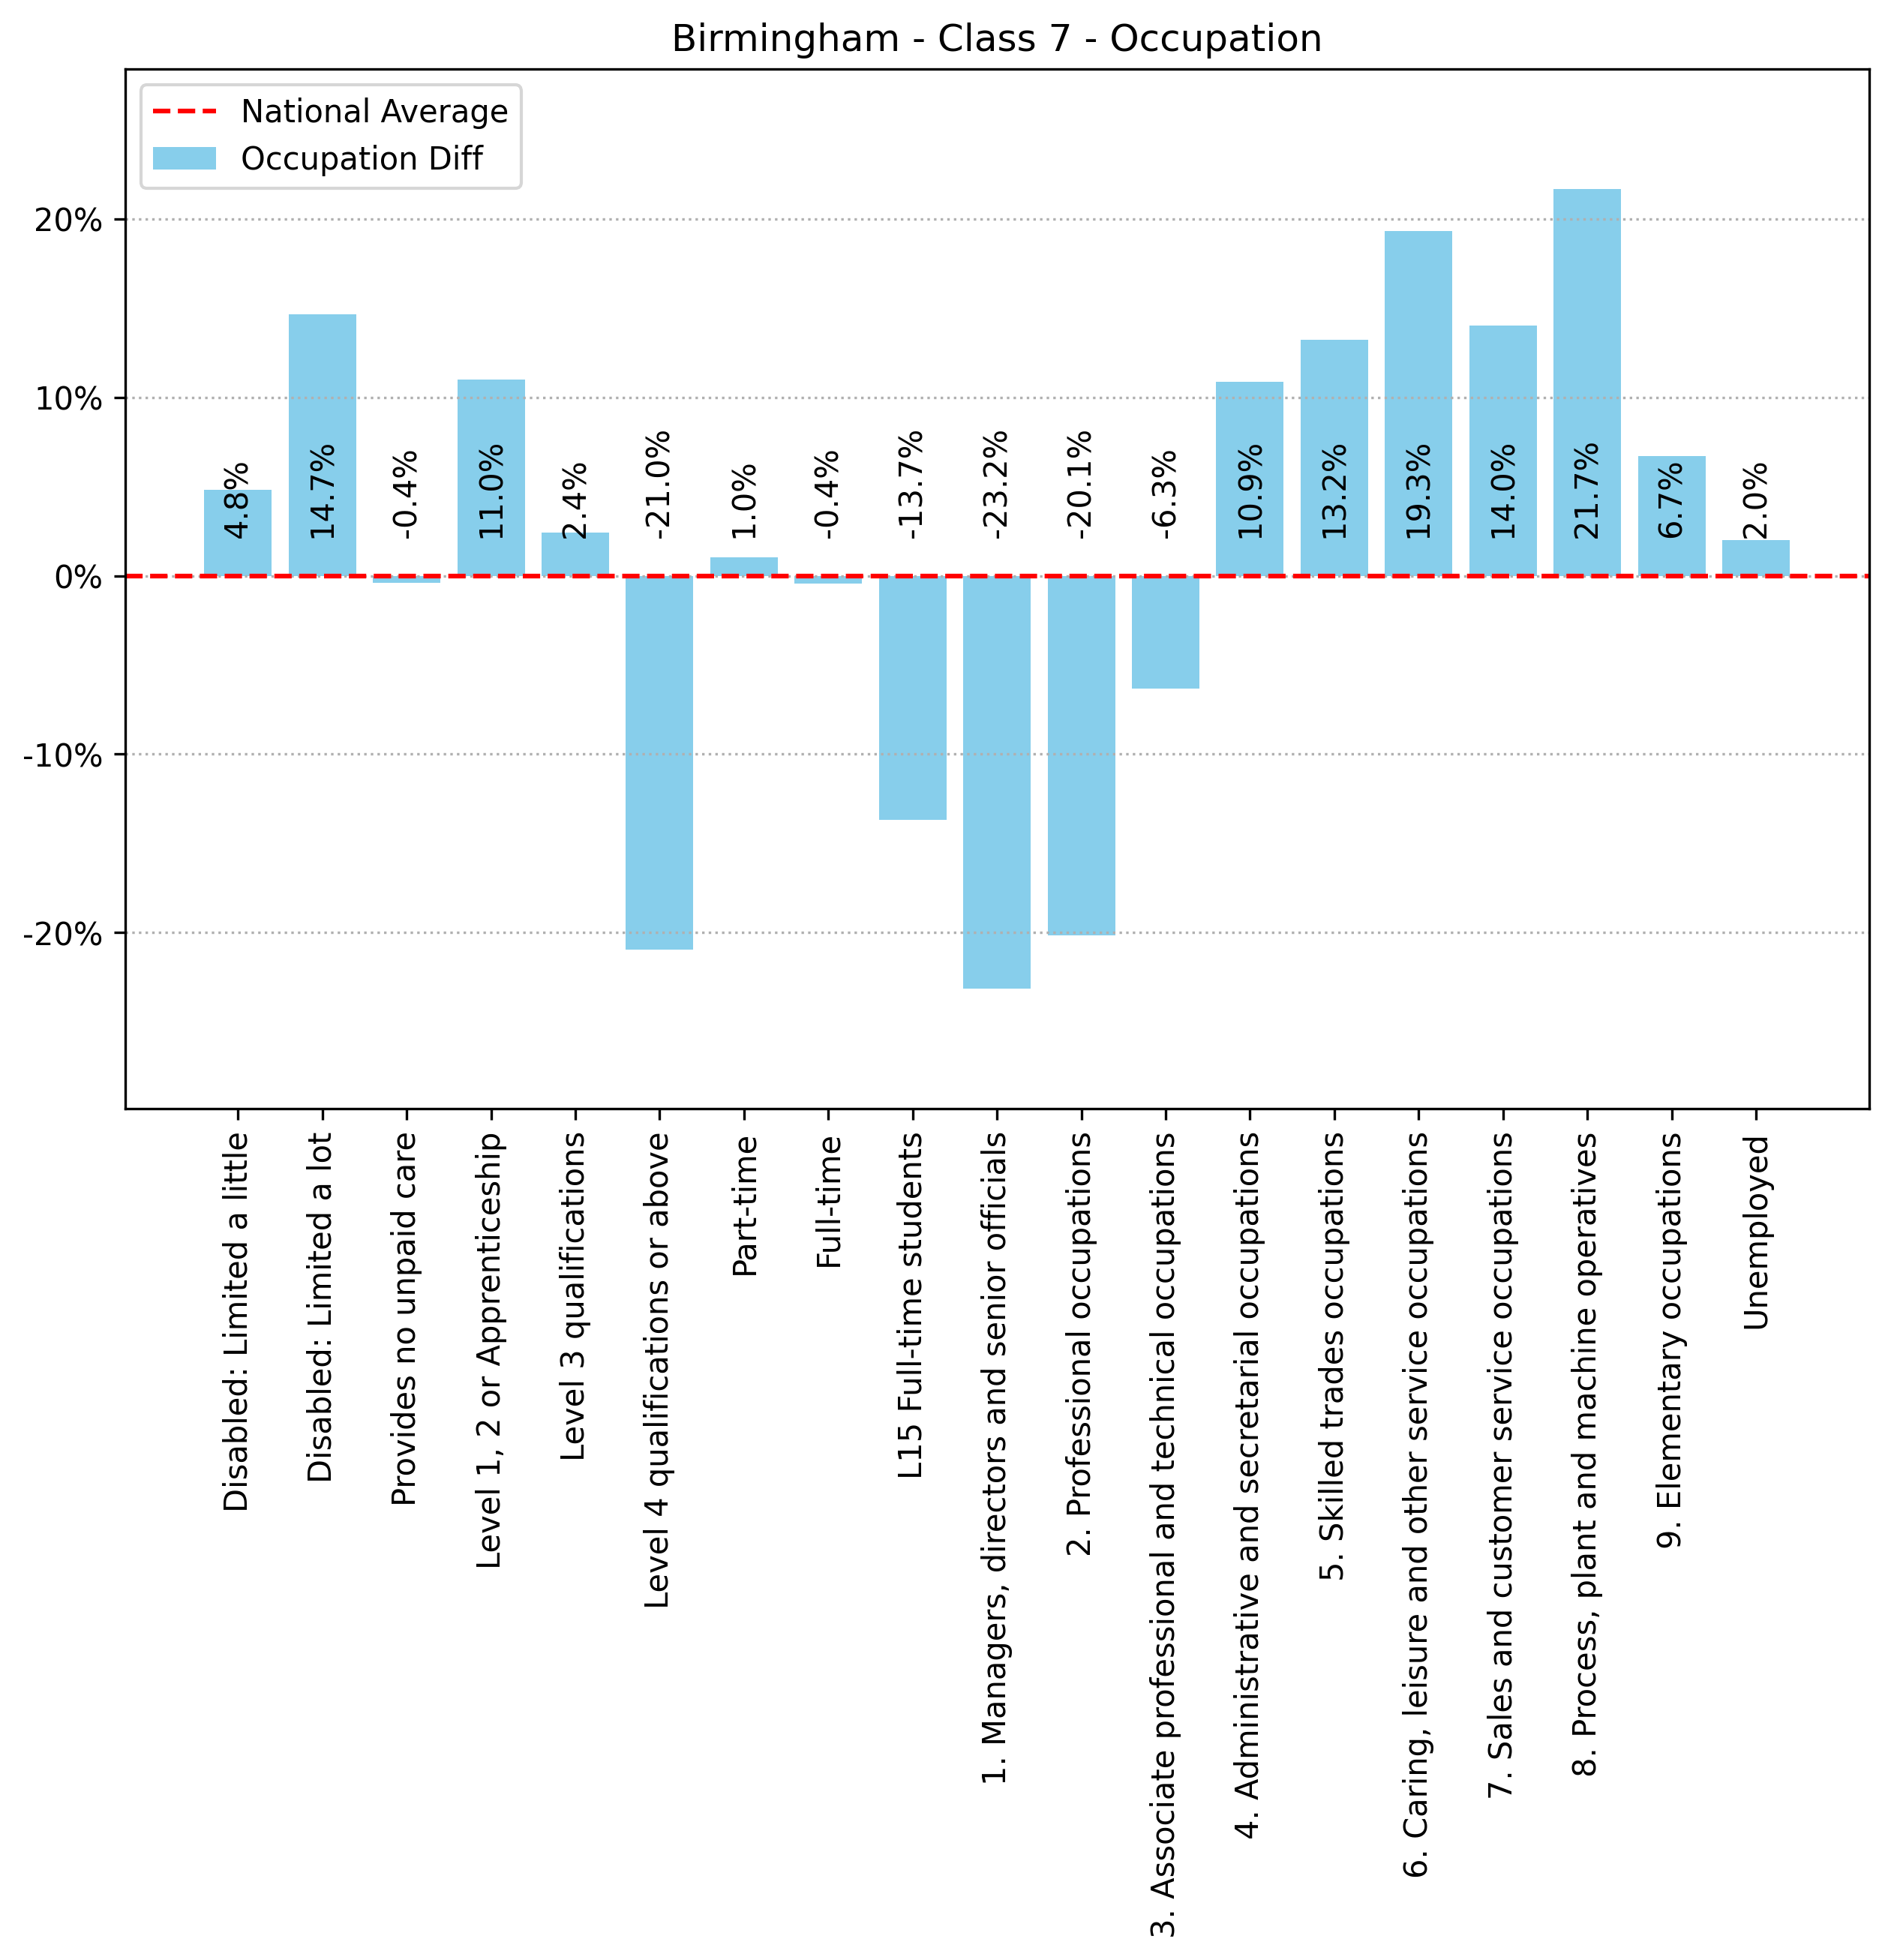 Birmingham - Class 7 - Occupation
National Average
Occupation Diff
20%
10%
0%
-10%
-20%
4.8%
14.7%
-0.4%
11.0%
2.4%
-21.0%
1.0%
-0.4%
-13.7%
-23.2%
-20.1%
-6.3%
10.9%
13.2%
19.3%
14.0%
21.7%
6.7%
2.0%
Disabled: Limited a little
Disabled: Limited a lot
Provides no unpaid care
Level 1, 2 or Apprenticeship
Level 3 qualifications
Level 4 qualifications or above
Part-time
Full-time
L15 Full-time students
1. Managers, directors and senior officials
2. Professional occupations
3. Associate professional and technical occupations
4. Administrative and secretarial occupations
5. Skilled trades occupations
6. Caring, leisure and other service occupations
7. Sales and customer service occupations
8. Process, plant and machine operatives
9. Elementary occupations
Unemployed